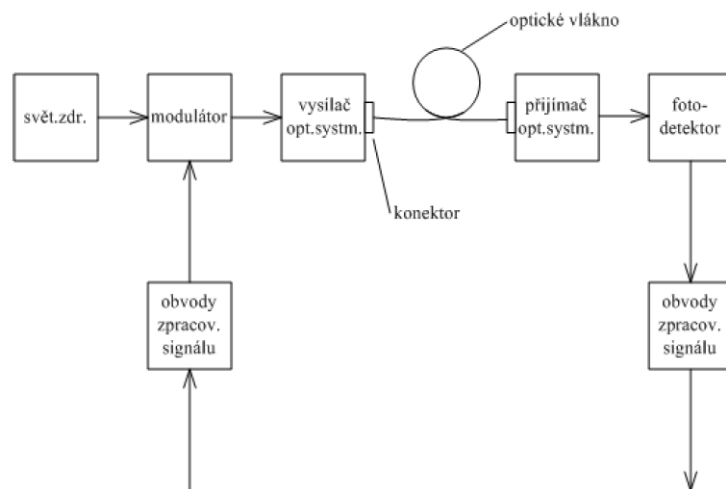 optické vlákno
svět.zdr.
modulátor
vysílač
opt.systm.
přijímač
opt.systm.
foto-
detektor
konektor
obvody
zpracov.
signálu
obvody
zpracov.
signálu